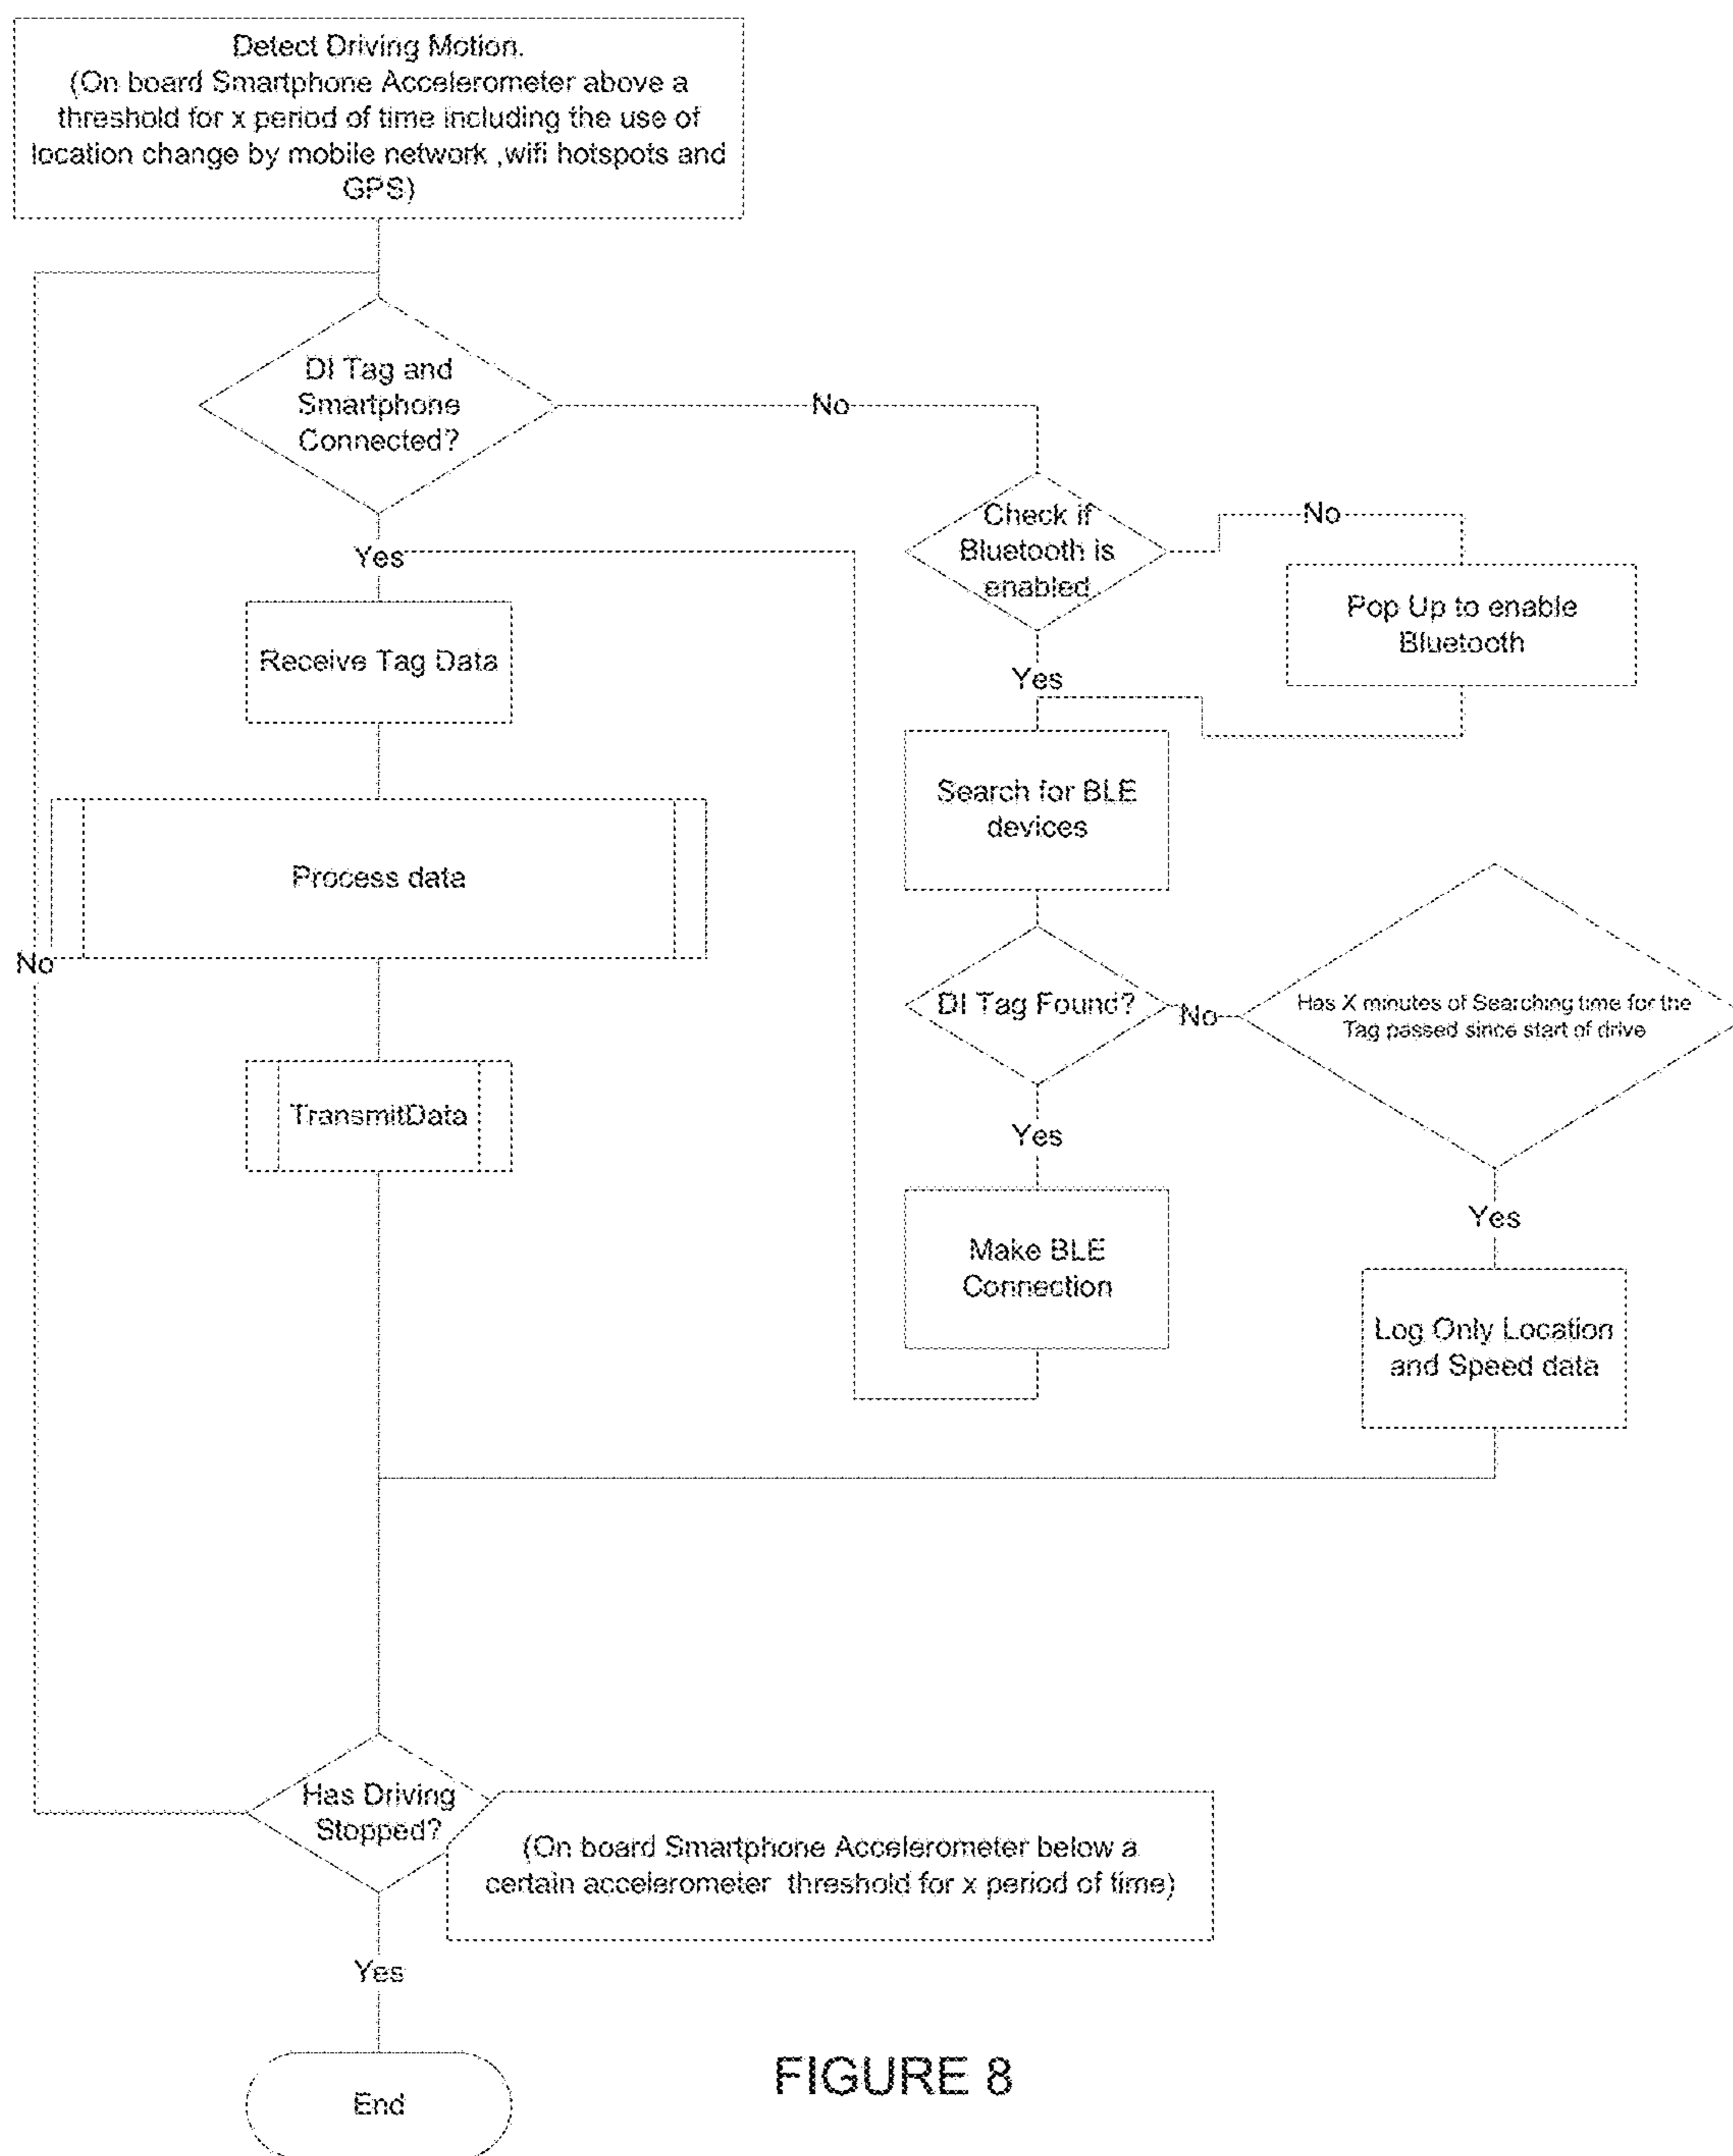 Detect Driving Motion.
(On board Smartphone Accelerometer above a
threshold for x period of time including the use of
location change by mobile network ,wifi hotspots and
GPS)
DI Tag and
Smartphone
Connected?
No
Check if
Bluetooth is
enabled
No
Pop Up to enable
Bluetooth
Yes
Receive Tag Data
Yes
Search for BLE
devices
Process data
No
DI Tag Found?
No
Has X minutes of Searching time for the
Tag passed since start of drive
TransmitData
Yes
Make BLE
Connection
Yes
Log Only Location
and Speed data
Has Driving
Stopped?
(On board Smartphone Accelerometer below a
certain accelerometer threshold for x period of time)
Yes
End
FIGURE 8